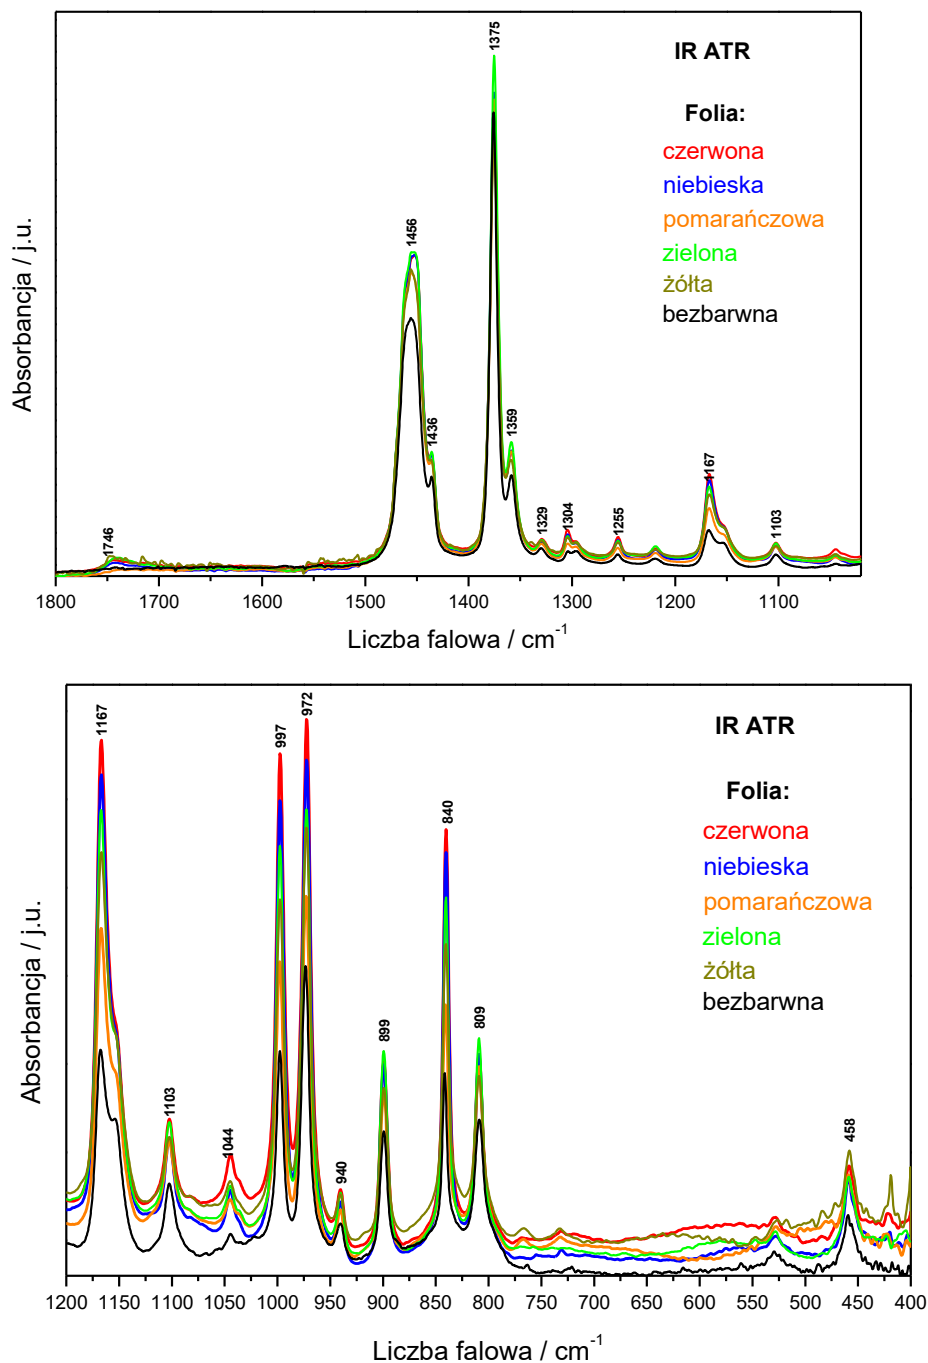 1375
IR ATR
Folia:
czerwona
niebieska
pomarańczowa
zielona
żółta
bezbarwna
1456
1436
1359
1746
1329
1304
1255
1167
1103
Absorbancja / j.u.
1800 1700 1600 1500 1400 1300 1200 1100
Liczba falowa / cm-1
1167
997
972
IR ATR
Folia:
czerwona
niebieska
pomarańczowa
zielona
żółta
bezbarwna
840
1103
1044
940
899
809
458
Absorbancja / j.u.
1200 1150 1100 1050 1000 950 900 850 800 750 700 650 600 550 500 450 400
Liczba falowa / cm-1